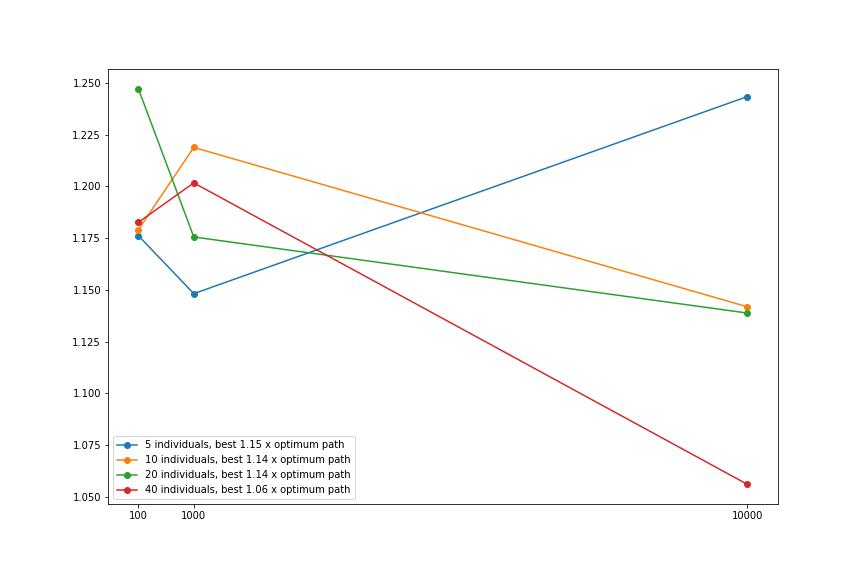 1.250
1.225
1.200
1.175
1.150
1.125
1.100
1.075
1.050
5 individuals, best 1.15 x optimum path
10 individuals, best 1.14 x optimum path
20 individuals, best 1.14 x optimum path
40 individuals, best 1.06 x optimum path
100 1000 10000